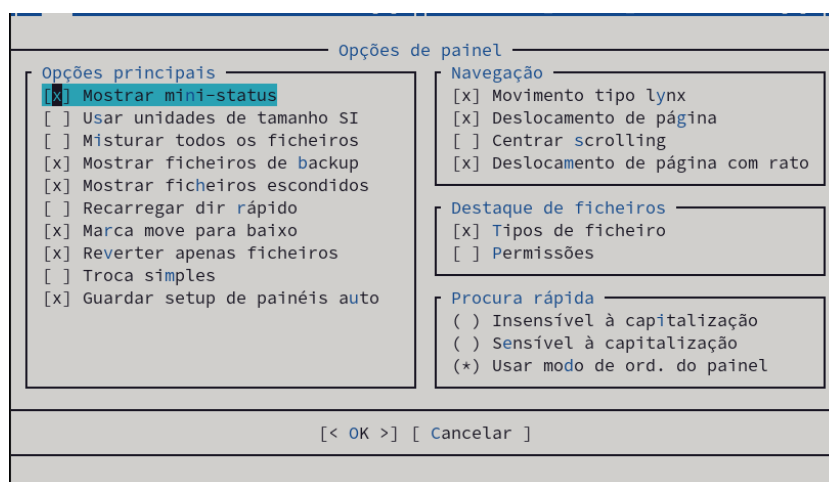 Opções de painel
Opções principais
[x] Mostrar mini-status
[ ] Usar unidades de tamanho SI
[ ] Misturar todos os ficheiros
[x] Mostrar ficheiros de backup
[x] Mostrar ficheiros escondidos
[ ] Recarregar dir rápido
[x] Marca move para baixo
[x] Reverter apenas ficheiros
[ ] Troca simples
[x] Guardar setup de painéis auto
Navegação
[x] Movimento tipo lynx
[x] Deslocamento de página
[ ] Centrar scrolling
[x] Deslocamento de página com rato
Destaque de ficheiros
[x] Tipos de ficheiro
[ ] Permissões
Procura rápida
( ) Insensível à capitalização
( ) Sensível à capitalização
(*) Usar modo de ord. do painel
[< OK >] [ Cancelar ]